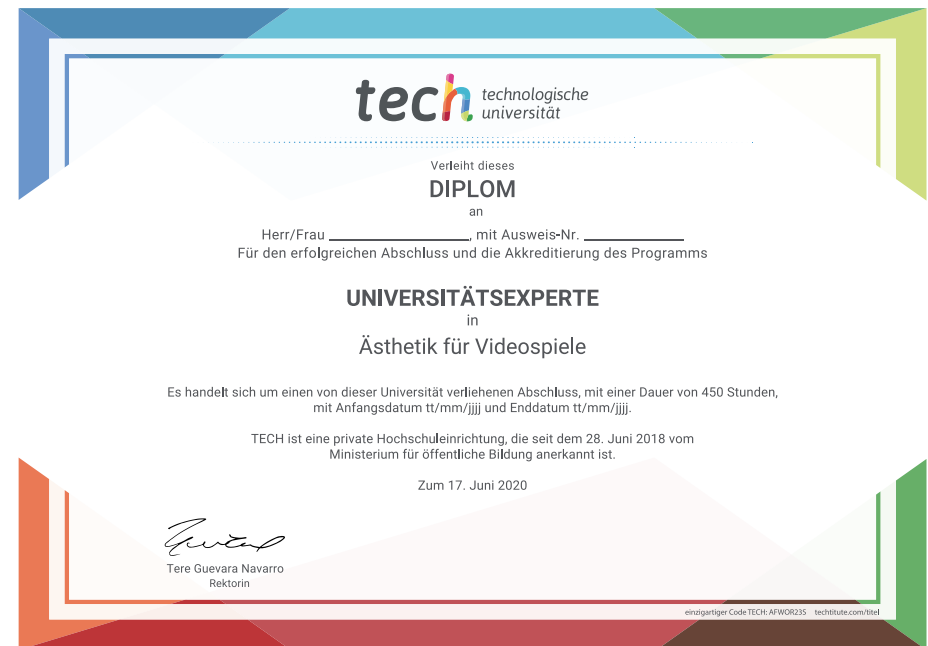 tech technologische
universität
Verleiht dieses
DIPLOM
an
Herr/Frau ____________________, mit Ausweis-Nr. ______________
Für den erfolgreichen Abschluss und die Akkreditierung des Programms
UNIVERSITÄTSEXPERTE
in
Ästhetik für Videospiele
Es handelt sich um einen von dieser Universität verliehenen Abschluss, mit einer Dauer von 450 Stunden,
mit Anfangsdatum tt/mm/jjjj und Enddatum tt/mm/jjjj.
TECH ist eine private Hochschuleinrichtung, die seit dem 28. Juni 2018 vom
Ministerium für öffentliche Bildung anerkannt ist.
Zum 17. Juni 2020
Tere Guevara Navarro
Rektorin
einzigartiger Code TECH: AFWOR23S techtitute.com/titel